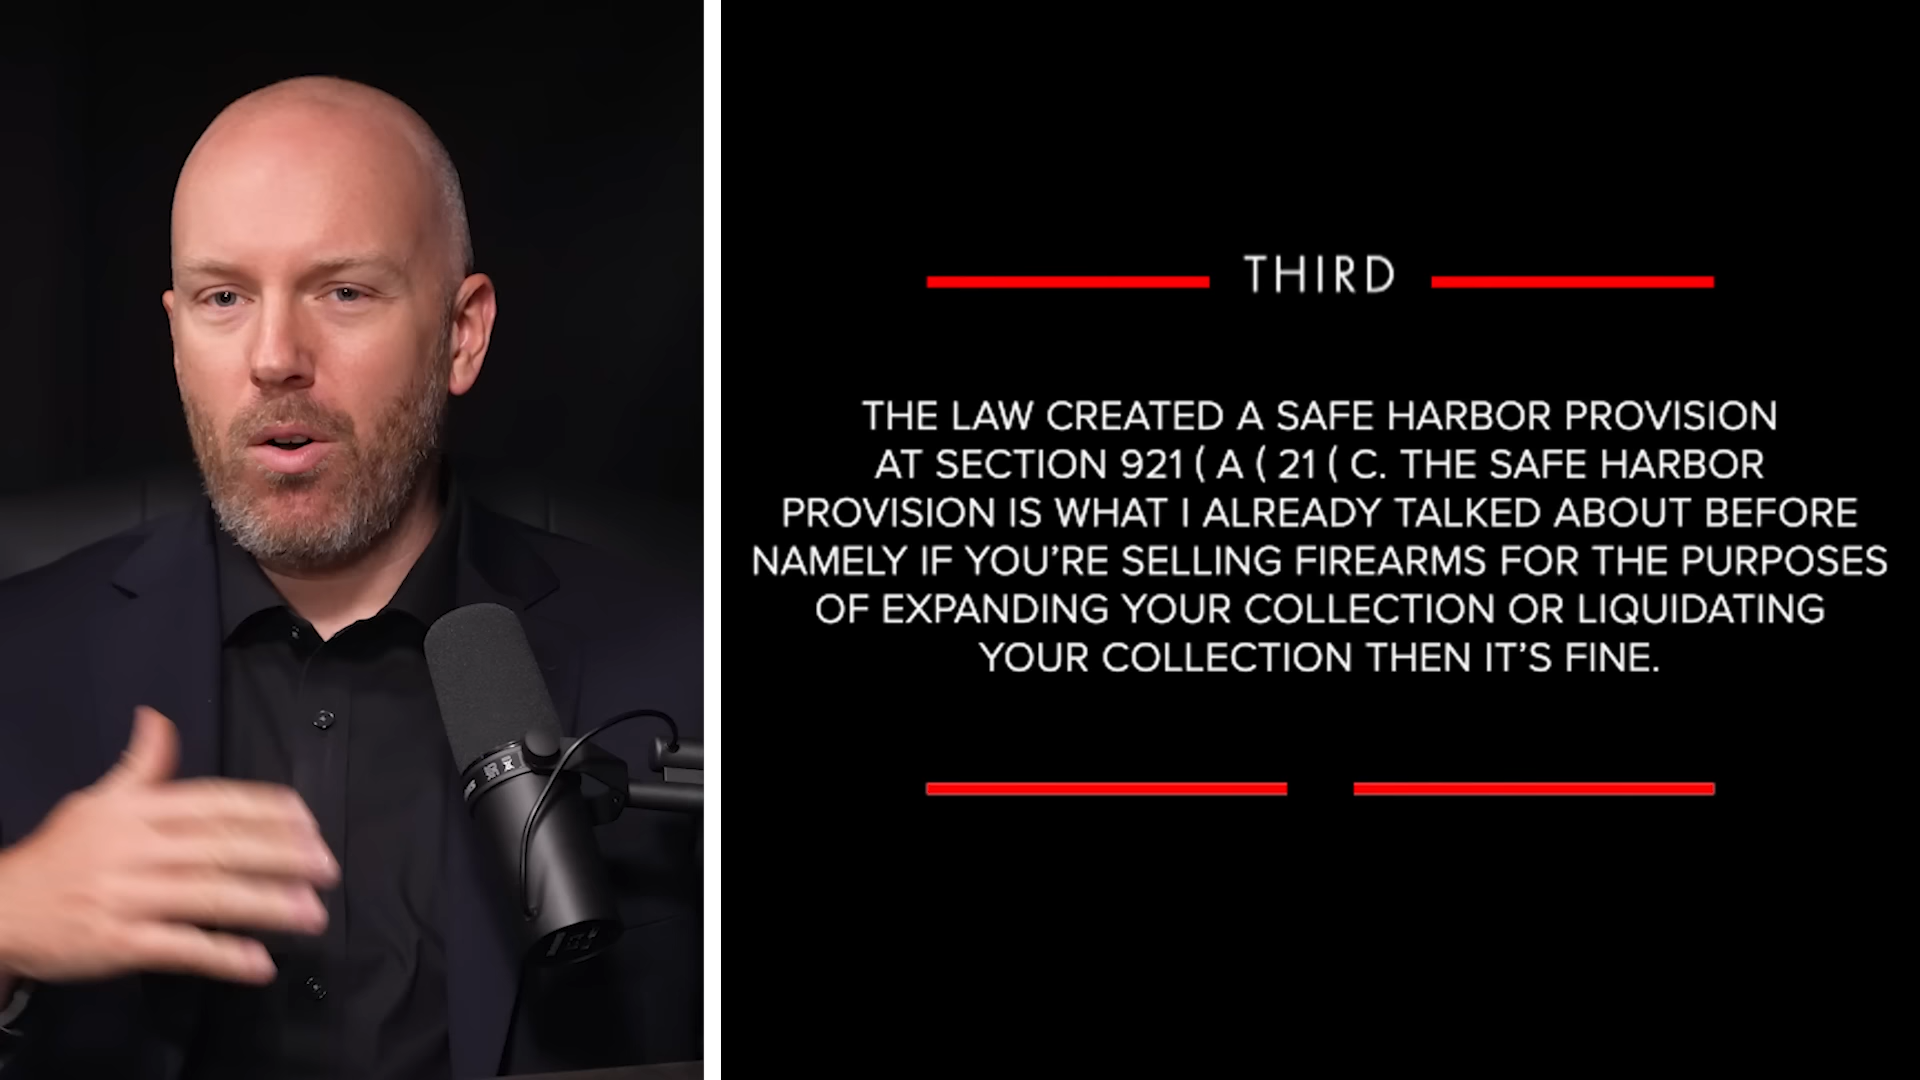 THIRD
THE LAW CREATED A SAFE HARBOR PROVISION
AT SECTION 921 ( A ( 21 ( C. THE SAFE HARBOR
PROVISION IS WHAT I ALREADY TALKED ABOUT BEFORE
NAMELY IF YOU’RE SELLING FIREARMS FOR THE PURPOSES
OF EXPANDING YOUR COLLECTION OR LIQUIDATING
YOUR COLLECTION THEN IT’S FINE.